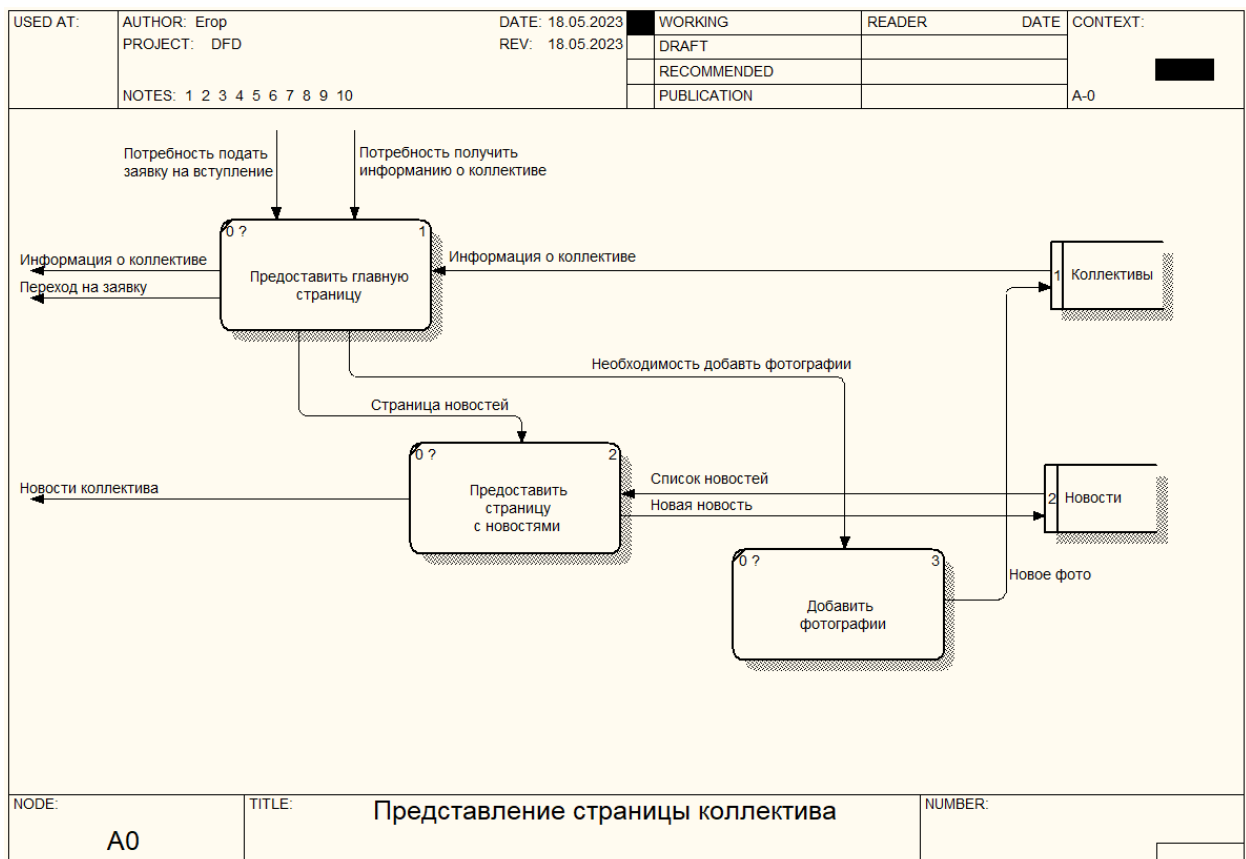 USED AT:
AUTHOR: Егор
DATE: 18.05.2023
WORKING
READER
DATE
CONTEXT:
PROJECT: DFD
REV: 18.05.2023
DRAFT
RECOMMENDED
NOTES: 1 2 3 4 5 6 7 8 9 10
PUBLICATION
A-0
Потребность подать
заявку на вступление
Потребность получить
информанию о коллективе
0 ?
1
Предоставить главную
страницу
Информация о коллективе
Переход на заявку
Информация о коллективе
1
Коллективы
Необходимость добавть фотографии
Страница новостей
0 ?
2
Предоставить
страницу
с новостями
Новости коллектива
Список новостей
Новая новость
2
Новости
0 ?
3
Добавить
фотографии
Новое фото
NODE:
A0
TITLE:
Представление страницы коллектива
NUMBER: